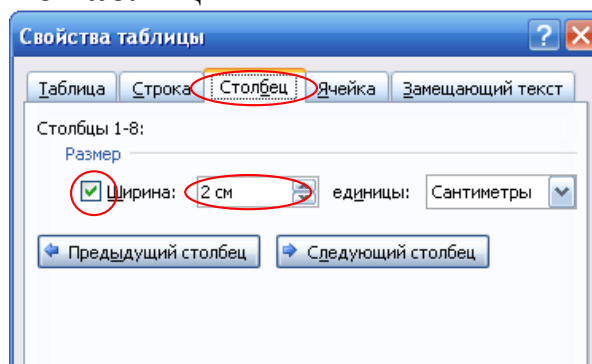 Свойства таблицы
Таблица Строка Столбец Ячейка Замещающий текст
Столбцы 1-8:
Размер
Ширина: 2 см единицы: Сантиметры
Предыдущий столбец Следующий столбец